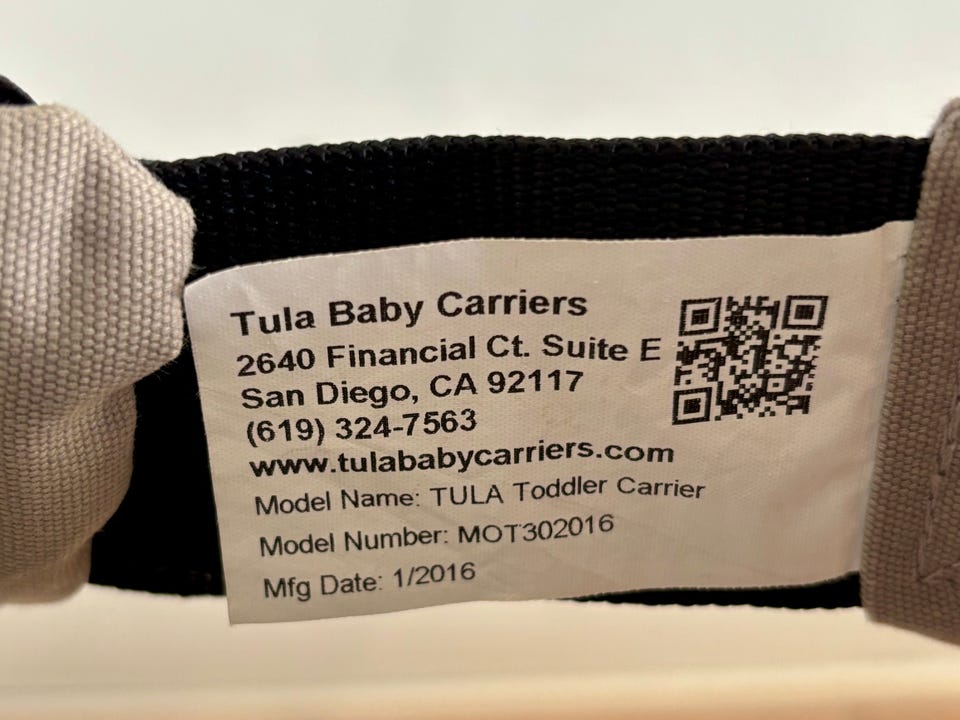 Tula Baby Carriers
2640 Financial Ct. Suite E
San Diego, CA 92117
(619) 324-7563
www.tulababycarriers.com
Model Name: TULA Toddler Carrier
Model Number: MOT302016
Mfg Date: 1/2016